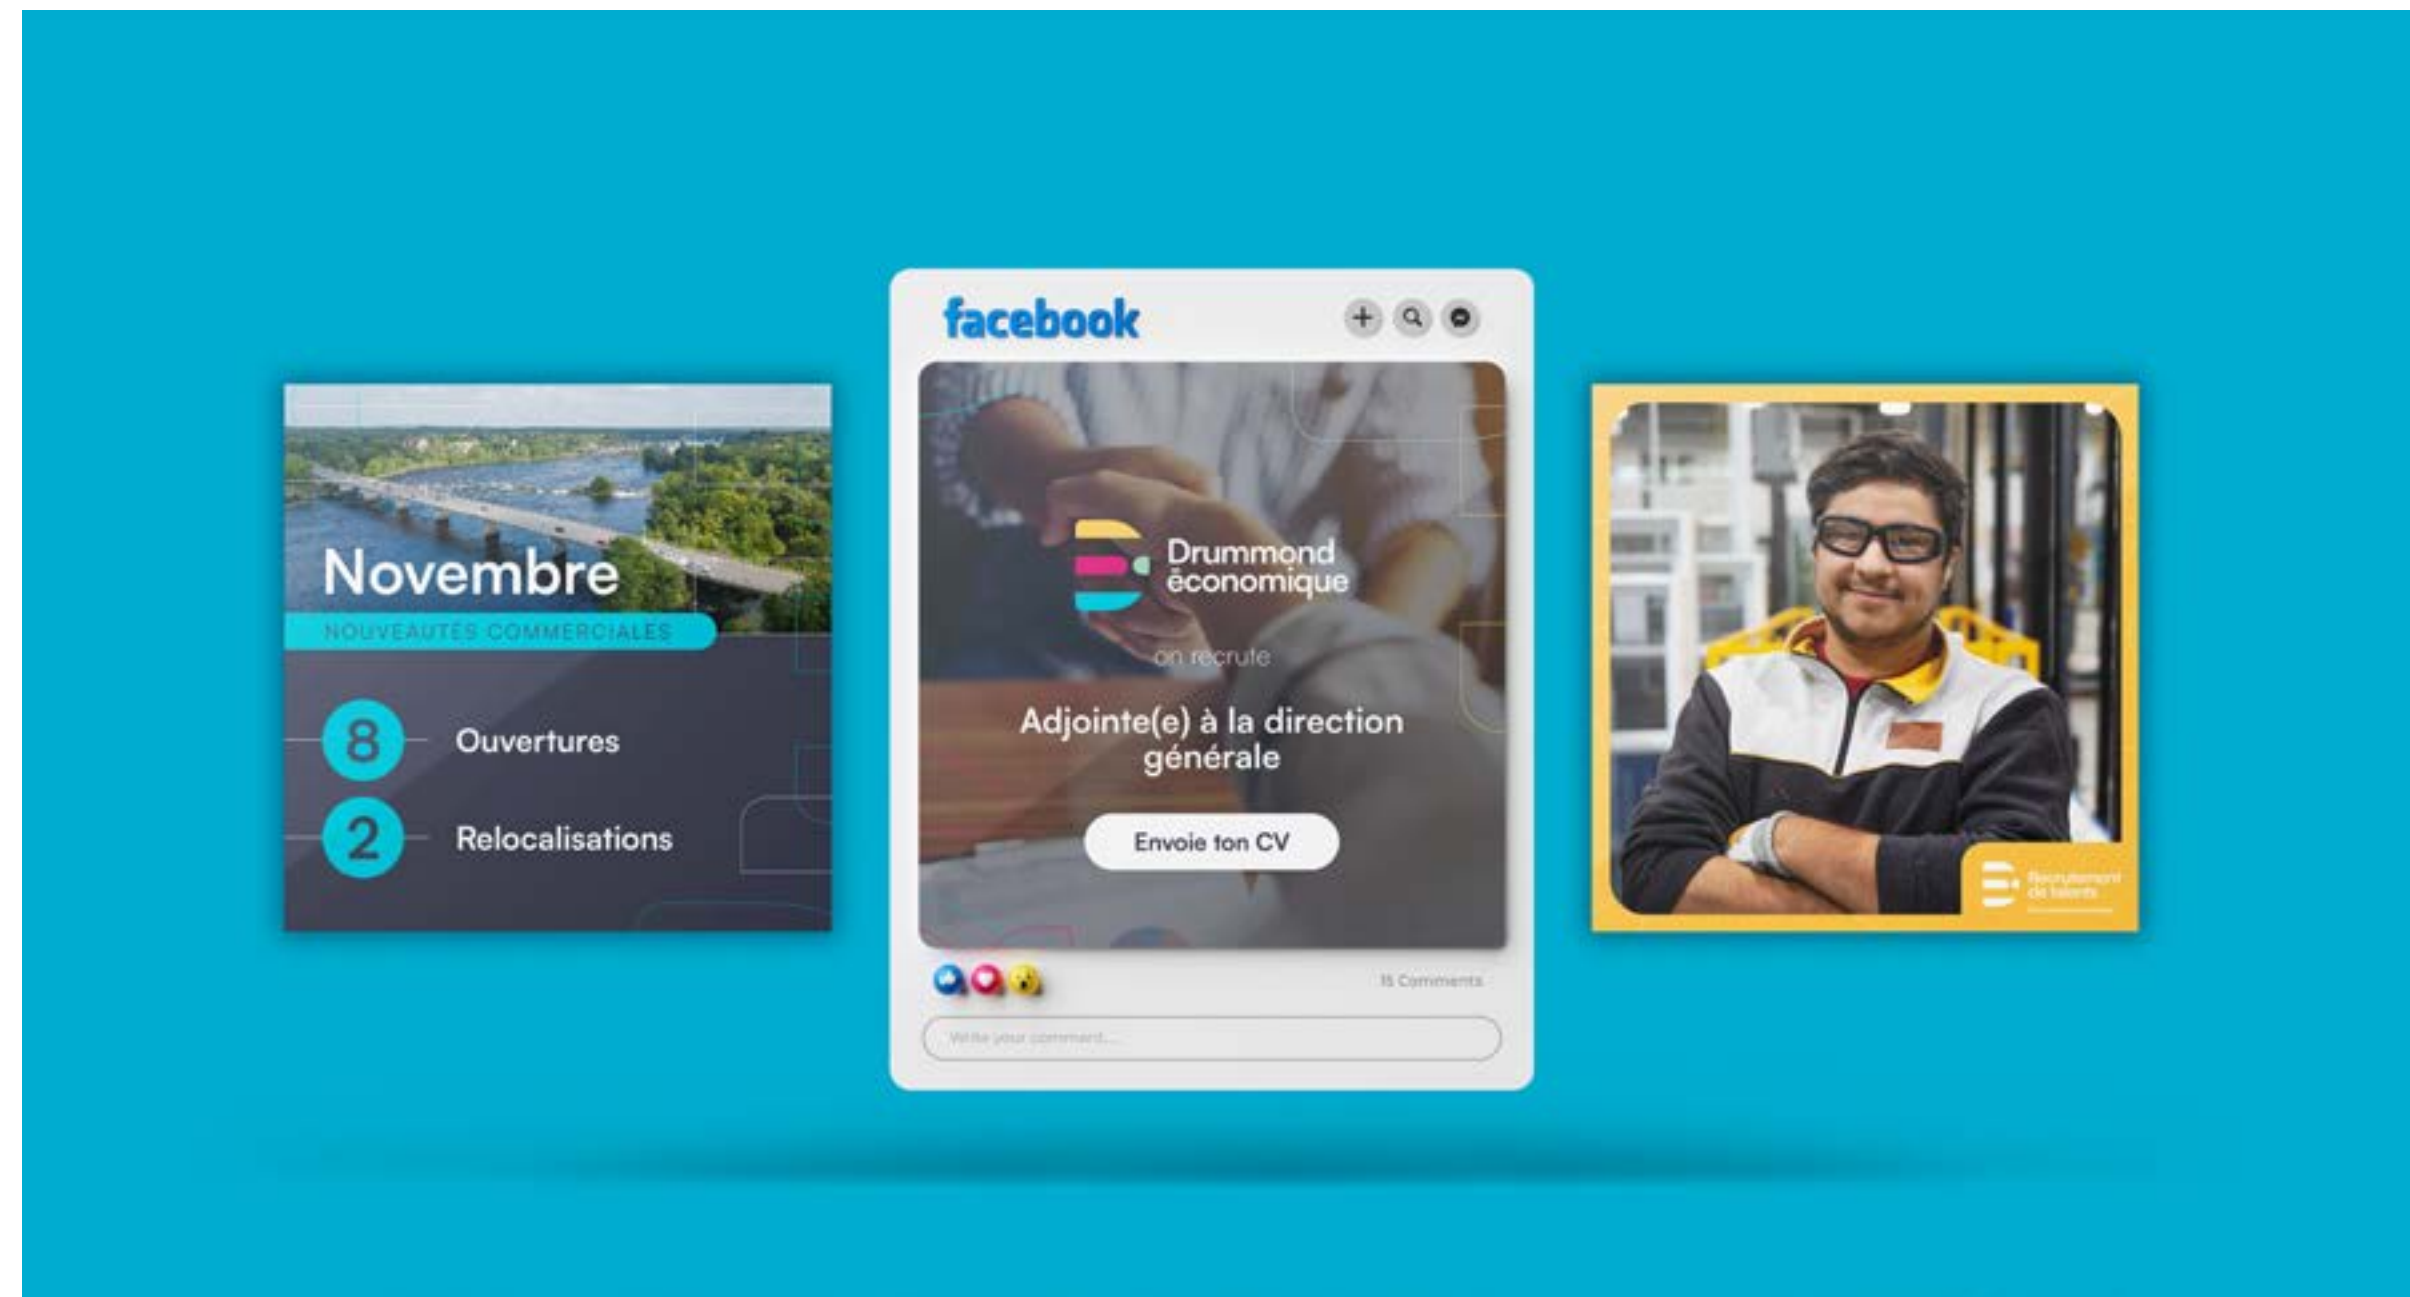 Novembre
NOUVEAUTÉS COMMERCIALES
8 Ouvertures
2 Relocalisations
facebook
Drummond
économique
on recrute
Adjointe(e) à la direction
générale
Envoie ton CV
15 Comments
Write your comment....
Recrutement
de talents